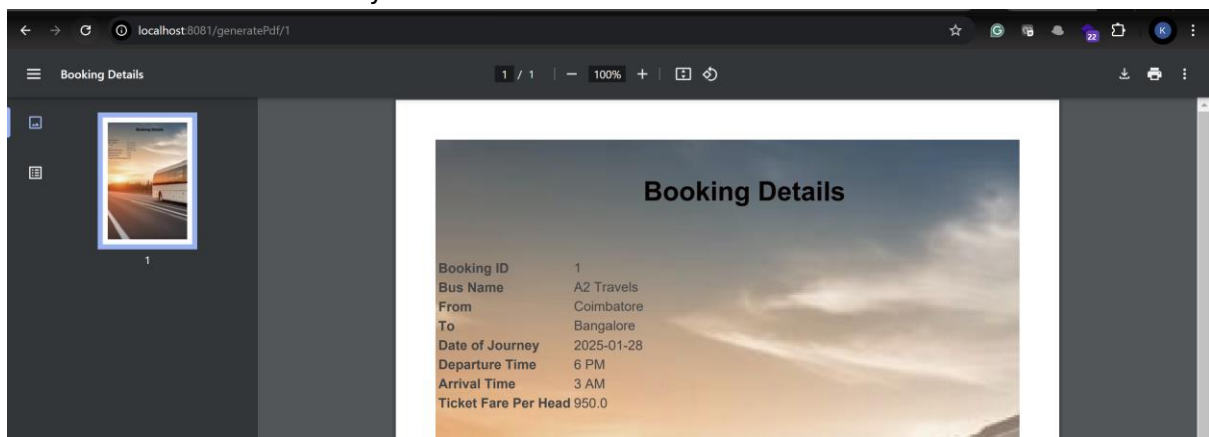 localhost:8081/generatePdf/1
22
K
Booking Details
1 / 1
100%
1
Booking Details
Booking ID 1
Bus Name A2 Travels
From Coimbatore
To Bangalore
Date of Journey 2025-01-28
Departure Time 6 PM
Arrival Time 3 AM
Ticket Fare Per Head 950.0